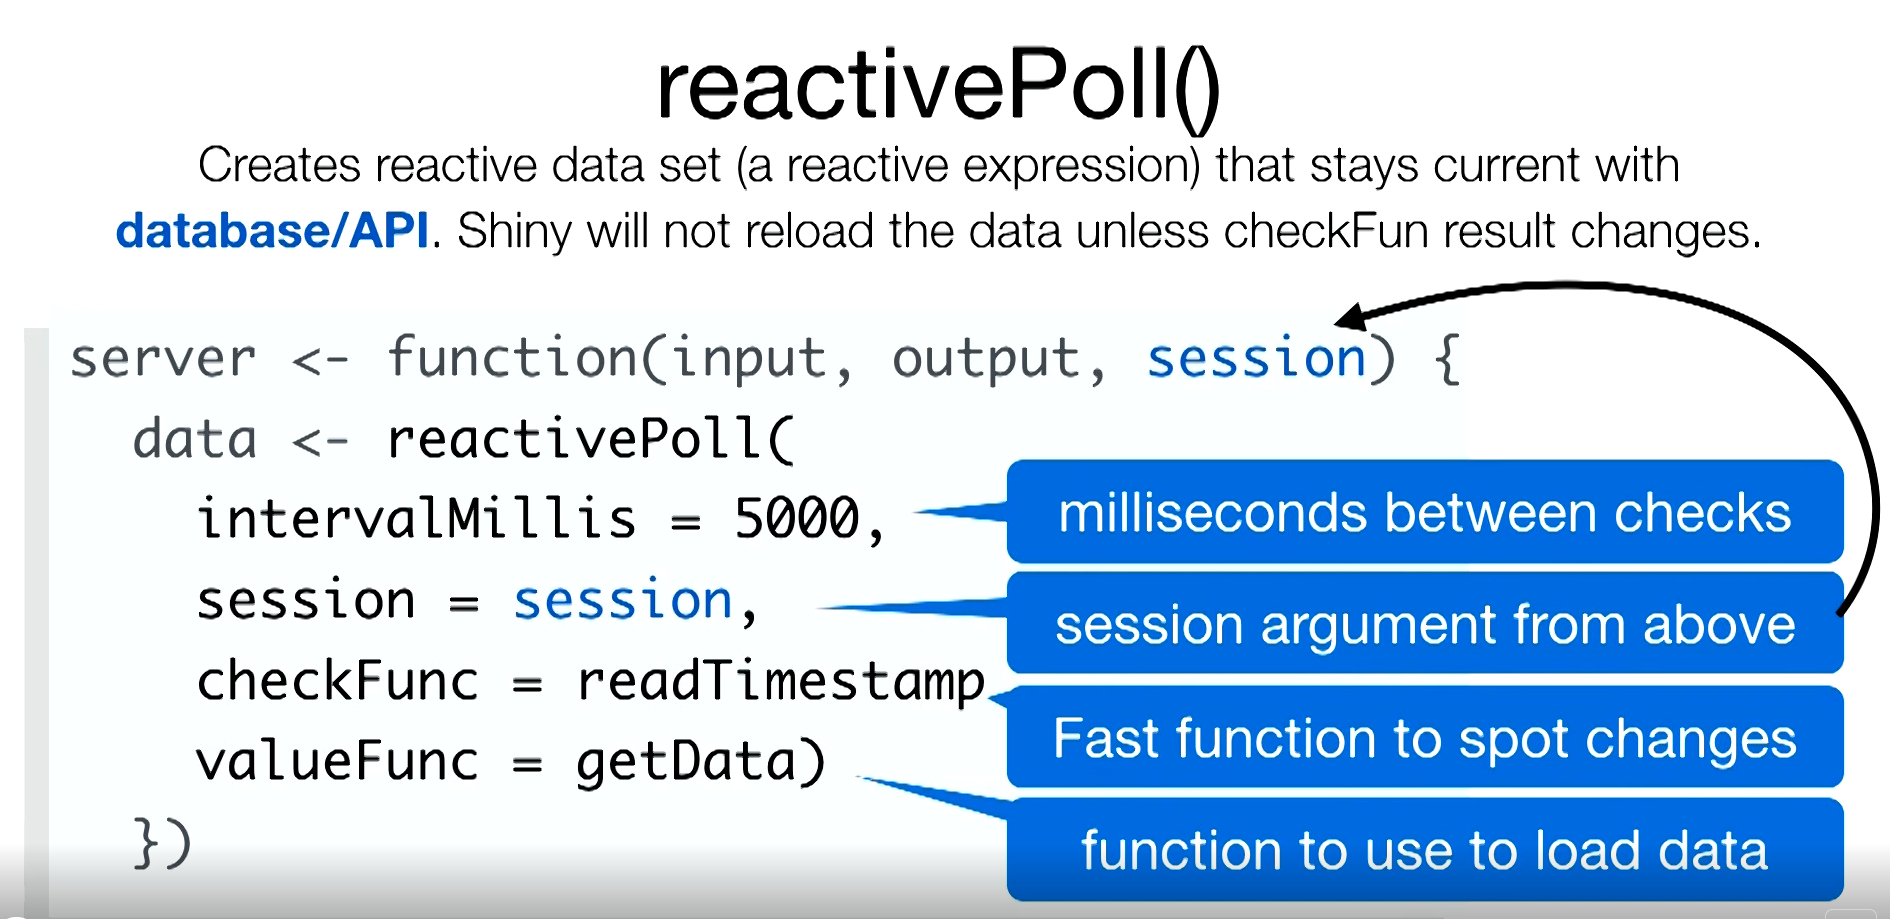 reactivePoll()
Creates reactive data set (a reactive expression) that stays current with
database/API. Shiny will not reload the data unless checkFun result changes.
server <- function(input, output, session) {
data <- reactivePoll(
intervalMillis = 5000,
milliseconds between checks
session = session,
session argument from above
checkFunc = readTimestamp
Fast function to spot changes
valueFunc = getData)
function to use to load data
})